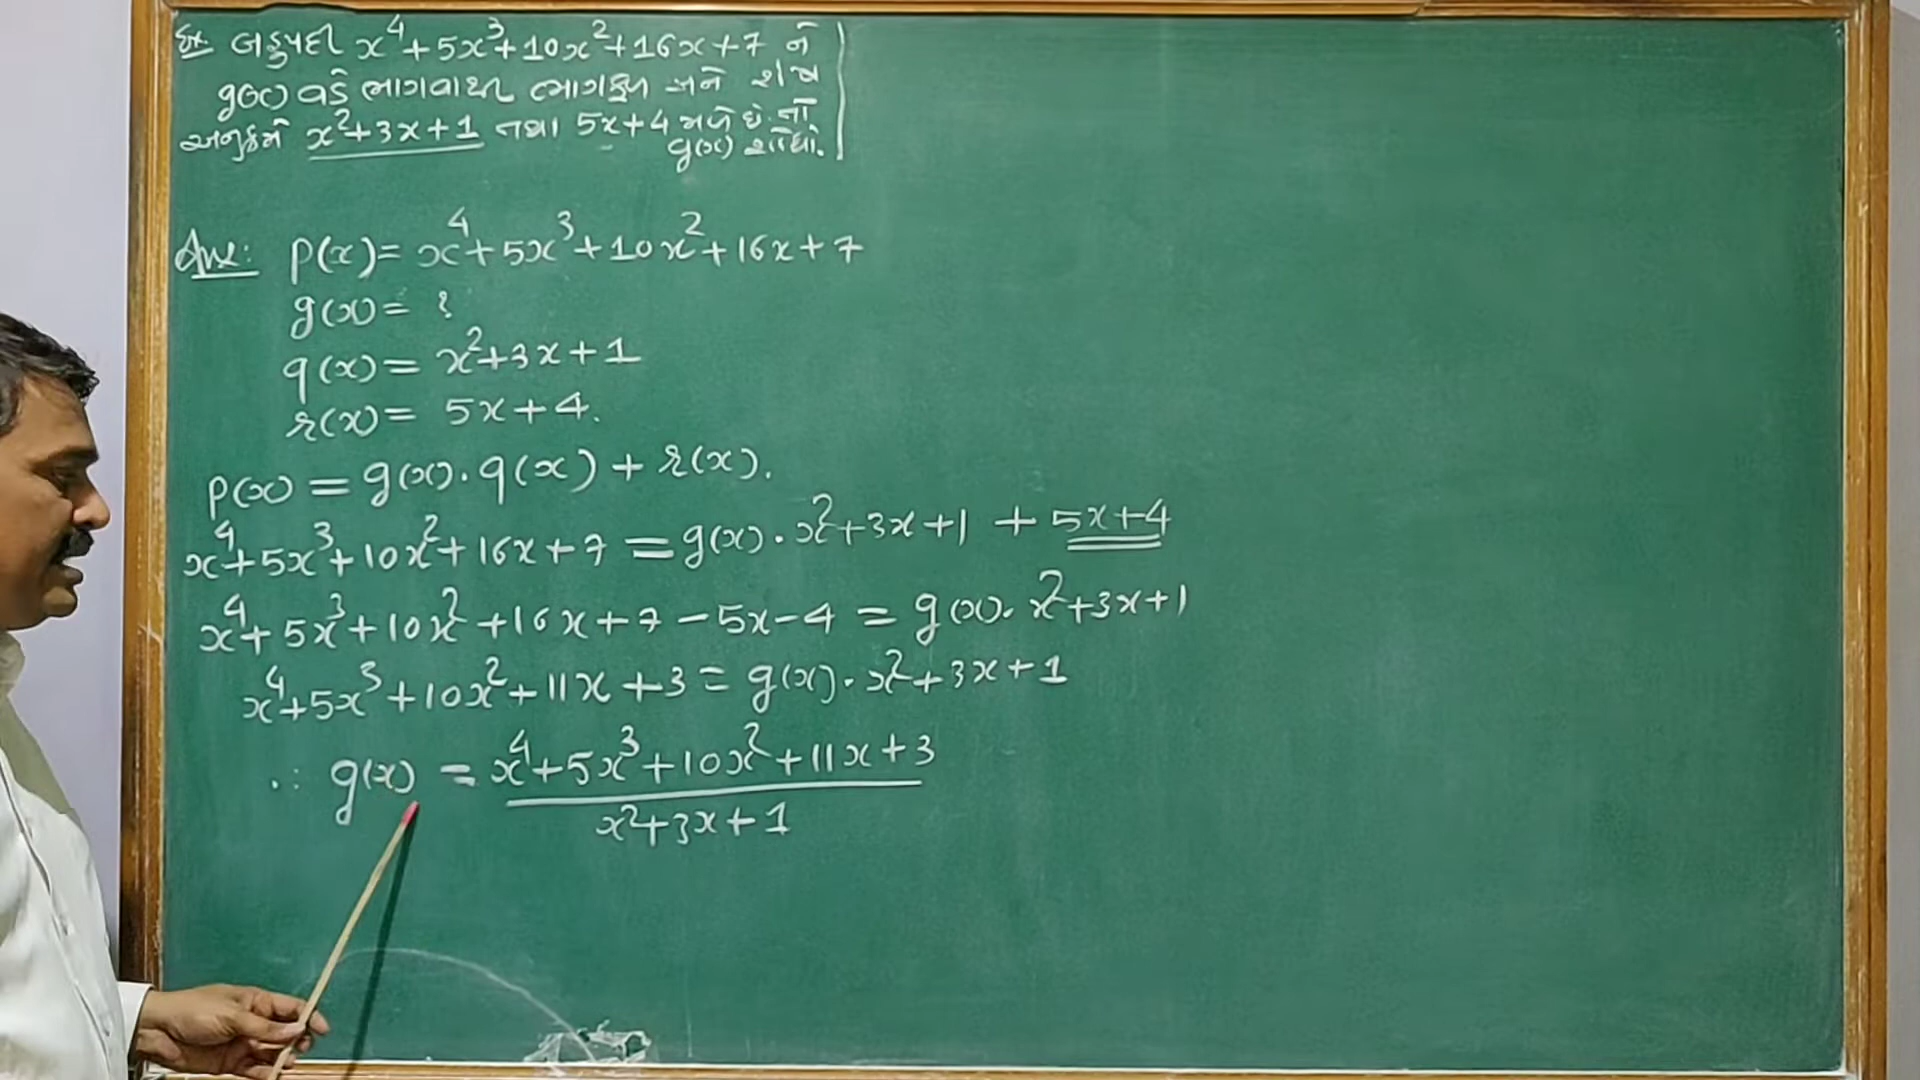 Ex. બહુપદી x⁴+5x³+10x²+16x+7 ને
g(x) વડે ભાગવાથી ભાગફળ અને શેષ
અનુક્રમે x²+3x+1 તથા 5x+4 મળે છે. તો
g(x) શોધો.
Ans: p(x)= x⁴+5x³+10x²+16x+7
g(x)= ?
q(x)= x²+3x+1
r(x)= 5x+4.
p(x) = g(x)·q(x) + r(x).
x⁴+5x³+10x²+16x+7 = g(x)·x²+3x+1 + 5x+4
x⁴+5x³+10x²+16x+7-5x-4 = g(x)·x²+3x+1
x⁴+5x³+10x²+11x+3 = g(x)·x²+3x+1
∴ g(x) = x⁴+5x³+10x²+11x+3
x²+3x+1